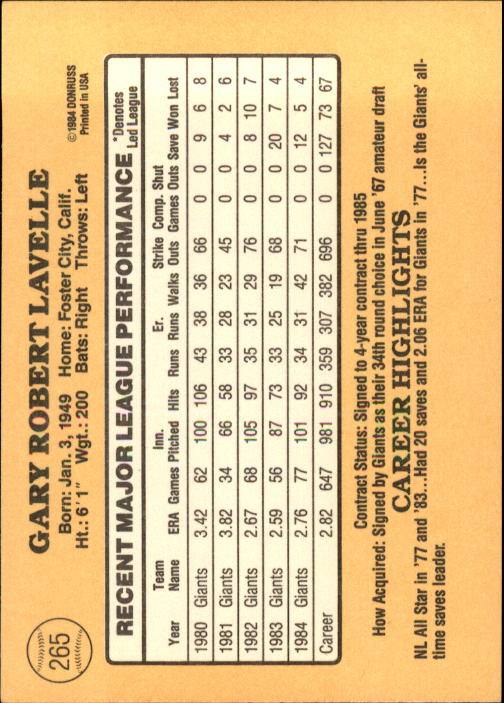 265
GARY ROBERT LAVELLE
Born: Jan. 3, 1949 Home: Foster City, Calif.
Ht.: 6'1" Wgt.: 200 Bats: Right Throws: Left
©1984 DONRUSS
Printed in USA
RECENT MAJOR LEAGUE PERFORMANCE *Denotes Led League
Year Team Name ERA Games Inn. Pitched Hits Runs Er. Runs Walks Strike Outs Comp. Games Shut Outs Save Won Lost
1980 Giants 3.42 62 100 106 43 38 36 66 0 0 9 6 8
1981 Giants 3.82 34 66 58 33 28 23 45 0 0 4 2 6
1982 Giants 2.67 68 105 97 35 31 29 76 0 0 8 10 7
1983 Giants 2.59 56 87 73 33 25 19 68 0 0 20 7 4
1984 Giants 2.76 77 101 92 34 31 42 71 0 0 12 5 4
Career 2.82 647 981 910 359 307 382 696 0 0 127 73 67
Contract Status: Signed to 4-year contract thru 1985
How Acquired: Signed by Giants as their 34th round choice in June '67 amateur draft
CAREER HIGHLIGHTS
NL All Star in '77 and '83...Had 20 saves and 2.06 ERA for Giants in '77...Is the Giants' all-
time saves leader.